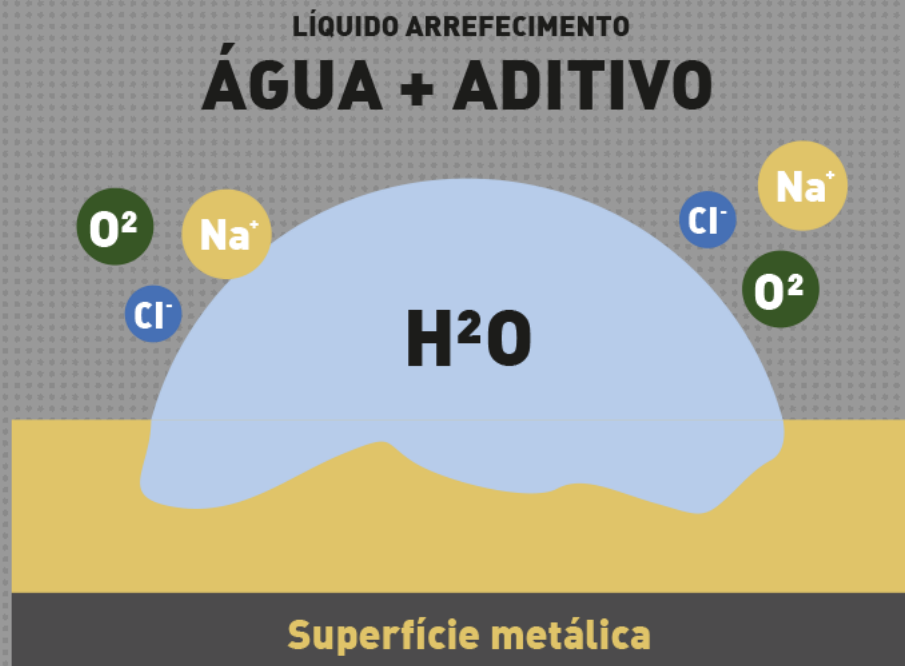 LÍQUIDO ARREFECIMENTO
ÁGUA + ADITIVO
O² Na⁺ Cl⁻ Na⁺
Cl⁻ O²
H²O
Superfície metálica